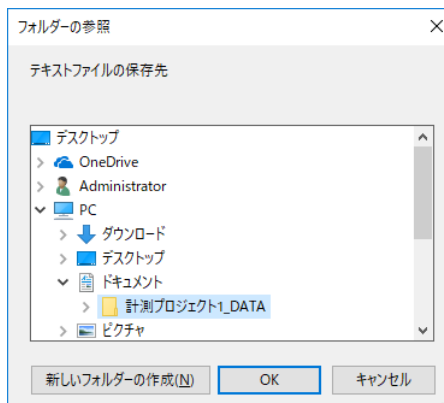 フォルダーの参照
テキストファイルの保存先
デスクトップ
OneDrive
Administrator
PC
ダウンロード
デスクトップ
ドキュメント
計測プロジェクト1_DATA
ピクチャ
新しいフォルダーの作成(N) OK キャンセル